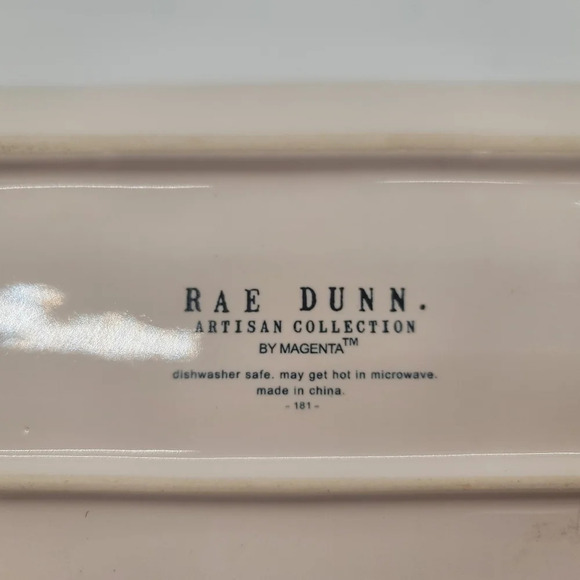 RAE DUNN.
ARTISAN COLLECTION
BY MAGENTA™
dishwasher safe. may get hot in microwave.
made in china.
- 181 -